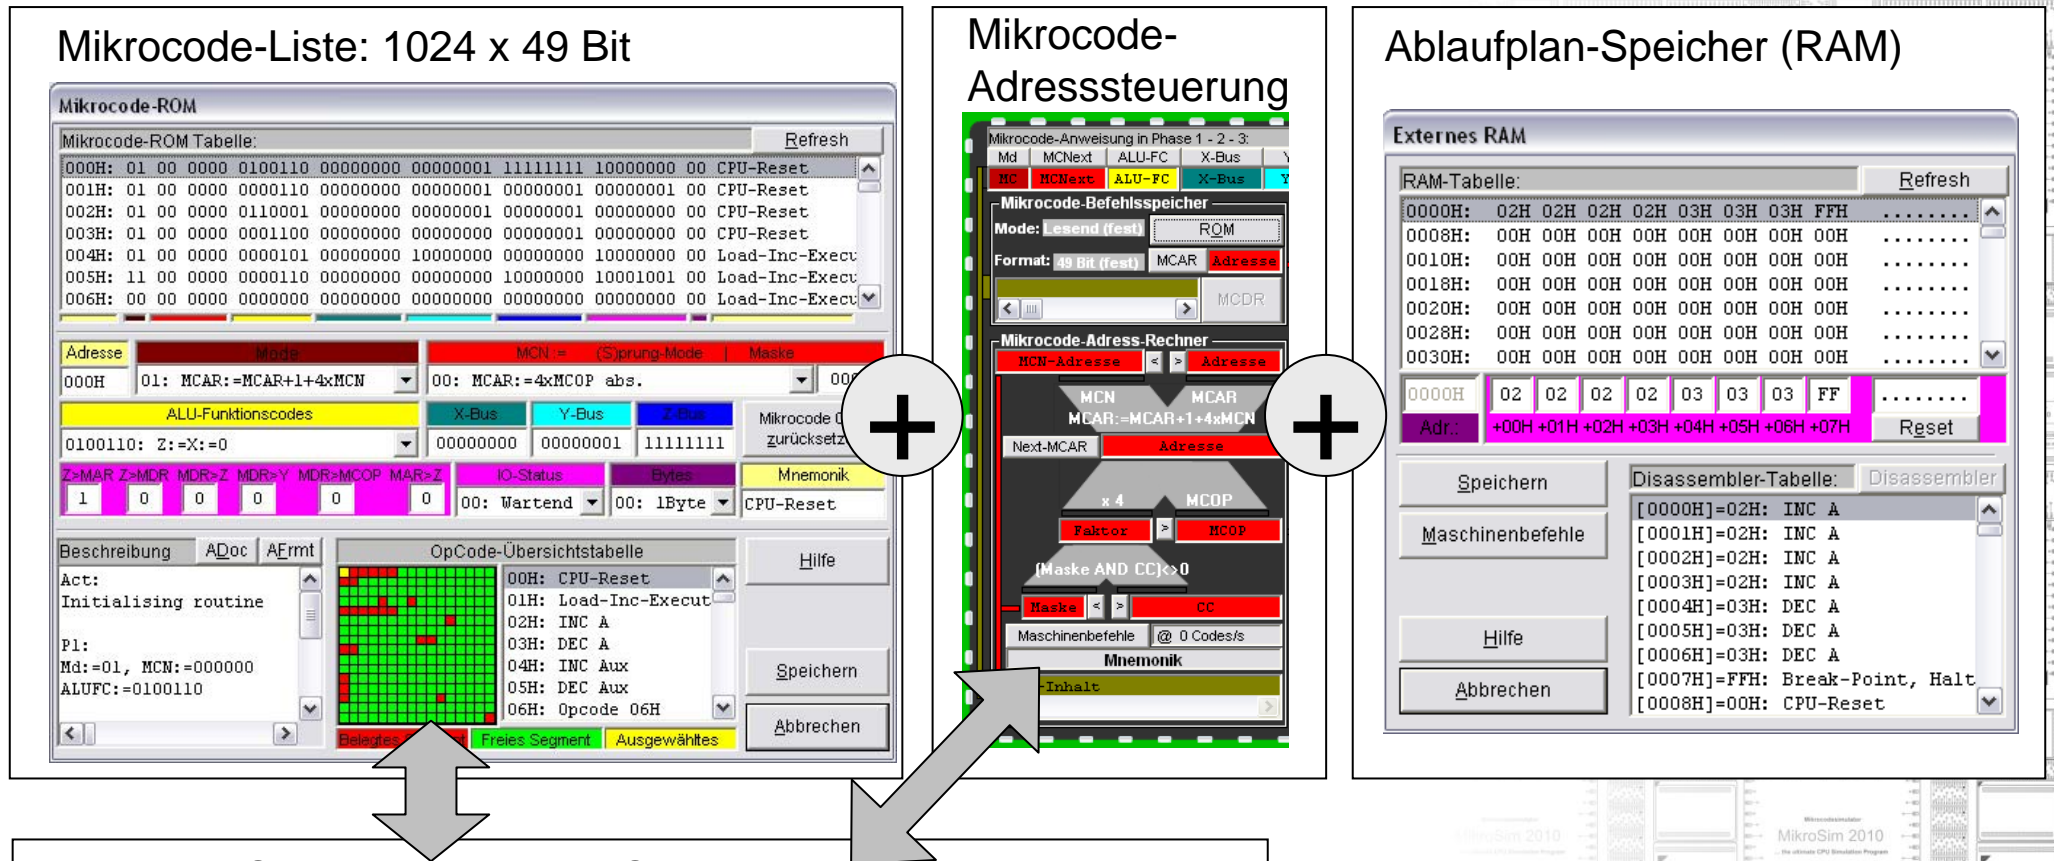 Mikrocode-Liste: 1024 x 49 Bit
Mikrocode-ROM
Mikrocode-ROM Tabelle:
Refresh
000H: 01 00 0000 0100110 00000000 00000001 11111111 10000000 00 CPU-Reset
001H: 01 00 0000 0000110 00000000 00000001 00000001 00000001 00 CPU-Reset
002H: 01 00 0000 0110001 00000000 00000001 00000001 00000000 00 CPU-Reset
003H: 01 00 0000 0001100 00000000 00000000 00000001 00000000 00 CPU-Reset
004H: 01 00 0000 0000101 00000000 10000000 00000000 10000000 00 Load-Inc-Execu
005H: 11 00 0000 0000110 00000000 00000000 10000000 10001001 00 Load-Inc-Execu
006H: 00 00 0000 0000000 00000000 00000000 00000000 00000000 00 Load-Inc-Execu
Adresse Mode MCN := (S)prung-Mode | Maske
000H 01: MCAR:=MCAR+1+4xMCN 00: MCAR:=4xMCOP abs. 00
ALU-Funktionscodes X-Bus Y-Bus Z-Bus
Mikrocode
zurücksetz
0100110: Z:=X:=0 00000000 00000001 11111111
Z>MAR Z>MDR MDR>Z MDR>Y MDR>MCOP MAR>Z IO-Status Bytes Mnemonik
1 0 0 0 0 0 00: Wartend 00: 1Byte CPU-Reset
Beschreibung ADoc AFrmt
Act:
Initialising routine
P1:
Md:=01, MCN:=000000
ALUFC:=0100110
OpCode-Übersichtstabelle
00H: CPU-Reset
01H: Load-Inc-Execut
02H: INC A
03H: DEC A
04H: INC Aux
05H: DEC Aux
06H: Opcode 06H
Freies Segment Ausgewähltes
Hilfe
Speichern
Abbrechen
+
Mikrocode-
Adresssteuerung
Mikrocode-Anweisung in Phase 1 - 2 - 3:
Md MCNext ALU-FC X-Bus Y
MC MCNext ALU-FC X-Bus Y
Mikrocode-Befehlsspeicher
Mode: Lesend (fest) ROM
Format: 49 Bit (fest) MCAR Adresse
MCDR
Mikrocode-Adress-Rechner
MCN-Adresse < > Adresse
MCN MCAR
MCAR:=MCAR+1+4xMCN
Next-MCAR Adresse
x 4 MCOP
Faktor > MCOP
(Maske AND CC)<>0
Maske < > CC
Maschinenbefehle @ 0 Codes/s
Mnemonik
-Inhalt
+
Ablaufplan-Speicher (RAM)
Externes RAM
RAM-Tabelle:
Refresh
0000H: 02H 02H 02H 02H 03H 03H 03H FFH ........
0008H: 00H 00H 00H 00H 00H 00H 00H 00H ........
0010H: 00H 00H 00H 00H 00H 00H 00H 00H ........
0018H: 00H 00H 00H 00H 00H 00H 00H 00H ........
0020H: 00H 00H 00H 00H 00H 00H 00H 00H ........
0028H: 00H 00H 00H 00H 00H 00H 00H 00H ........
0030H: 00H 00H 00H 00H 00H 00H 00H 00H ........
0000H 02 02 02 02 03 03 03 FF ........
Adr.: +00H +01H +02H +03H +04H +05H +06H +07H Reset
Speichern
Maschinenbefehle
Hilfe
Abbrechen
Disassembler-Tabelle: Disassembler
[0000H]=02H: INC A
[0001H]=02H: INC A
[0002H]=02H: INC A
[0003H]=02H: INC A
[0004H]=03H: DEC A
[0005H]=03H: DEC A
[0006H]=03H: DEC A
[0007H]=FFH: Break-Point, Halt
[0008H]=00H: CPU-Reset
Mikrocodesimulator
MikroSim 2010
... the ultimate CPU Simulation Program